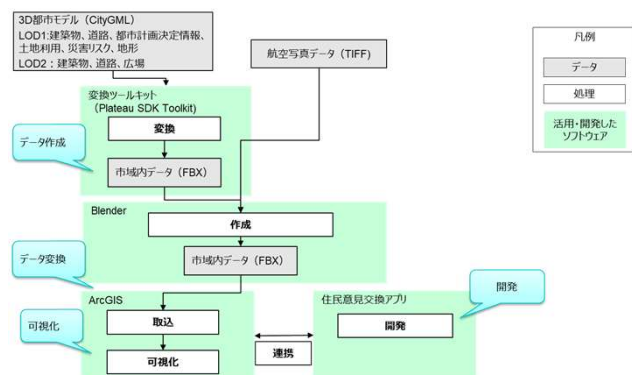 3D都市モデル（CityGML）
LOD1:建築物、道路、都市計画決定情報、
土地利用、災害リスク、地形
LOD2：建築物、道路、広場
航空写真データ（TIFF）
凡例
データ
処理
活用・開発した
ソフトウェア
変換ツールキット
（Plateau SDK Toolkit）
変換
データ作成
市域内データ（FBX）
Blender
作成
データ変換
市域内データ（FBX）
ArcGIS
住民意見交換アプリ
開発
可視化
取込
開発
連携
可視化